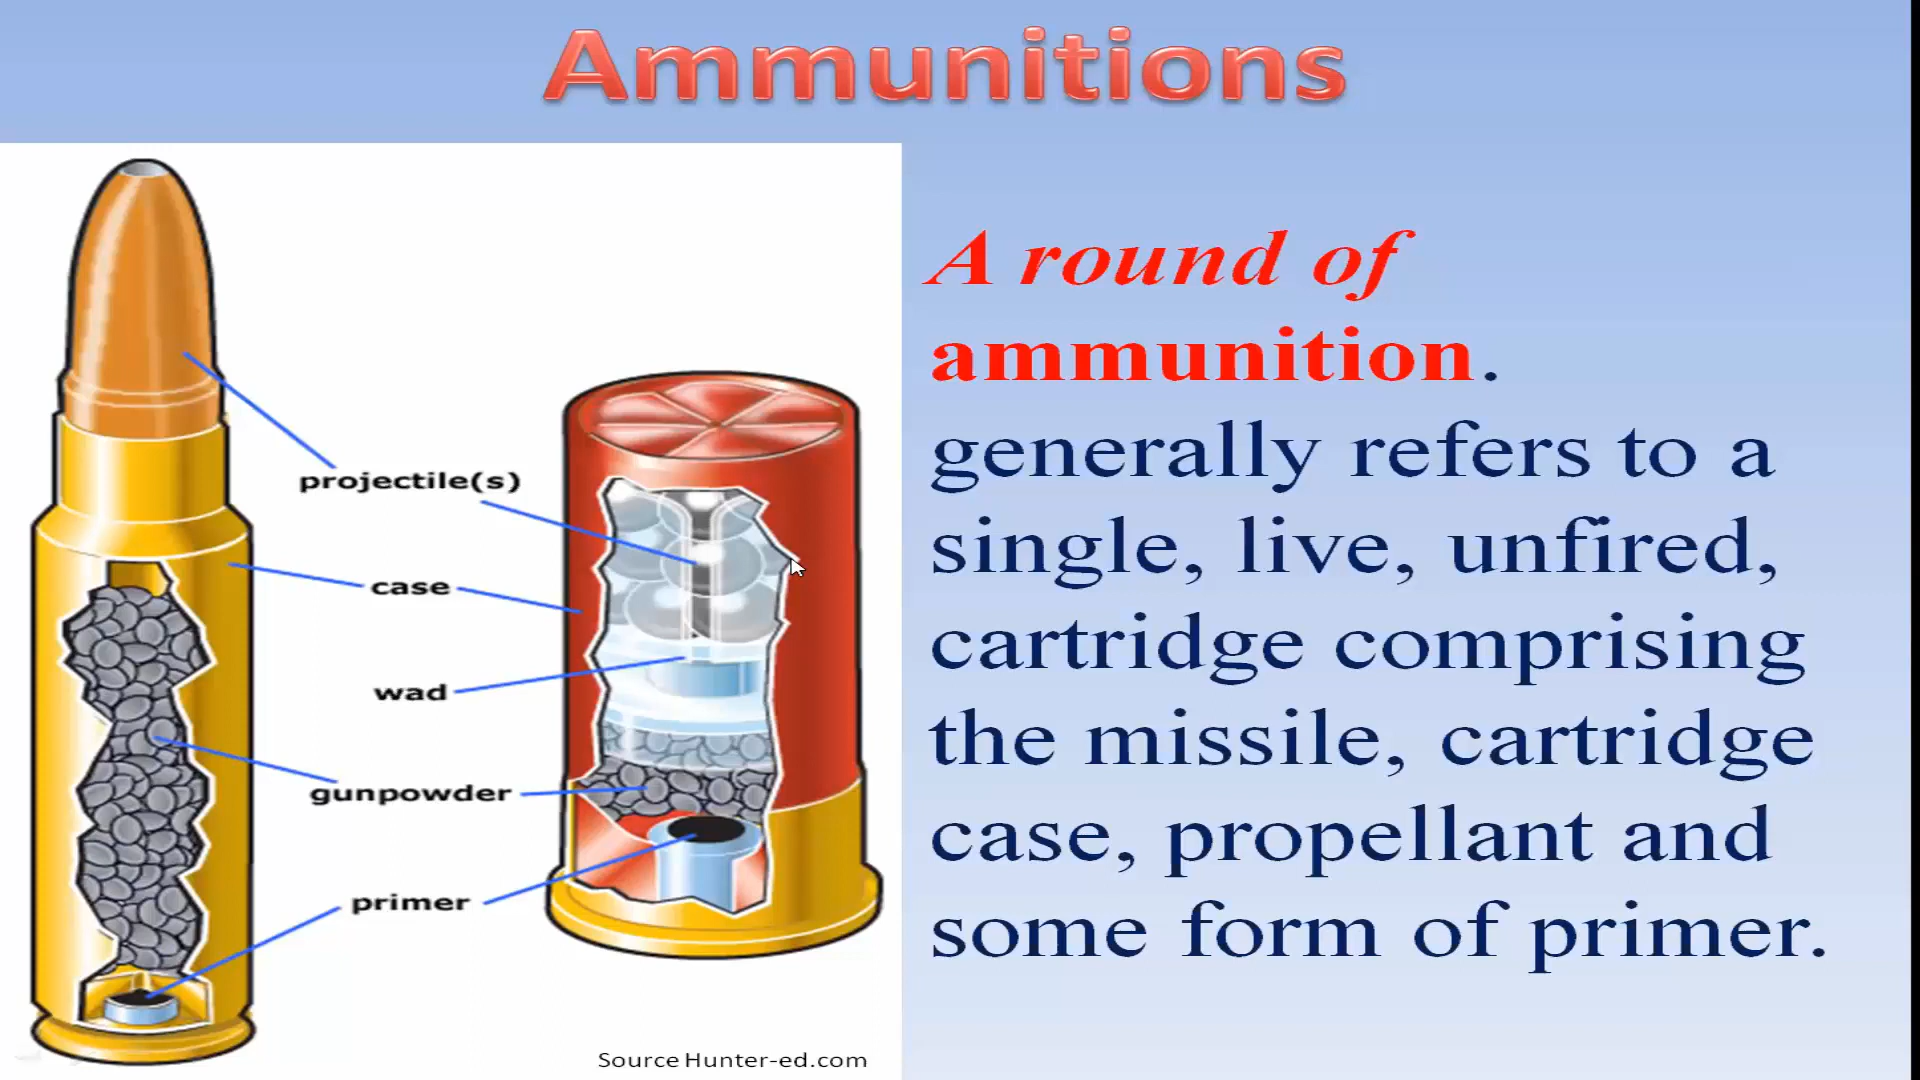 Ammunitions
projectile(s)
case
wad
gunpowder
primer
Source Hunter-ed.com
A round of
ammunition.
generally refers to a
single, live, unfired,
cartridge comprising
the missile, cartridge
case, propellant and
some form of primer.